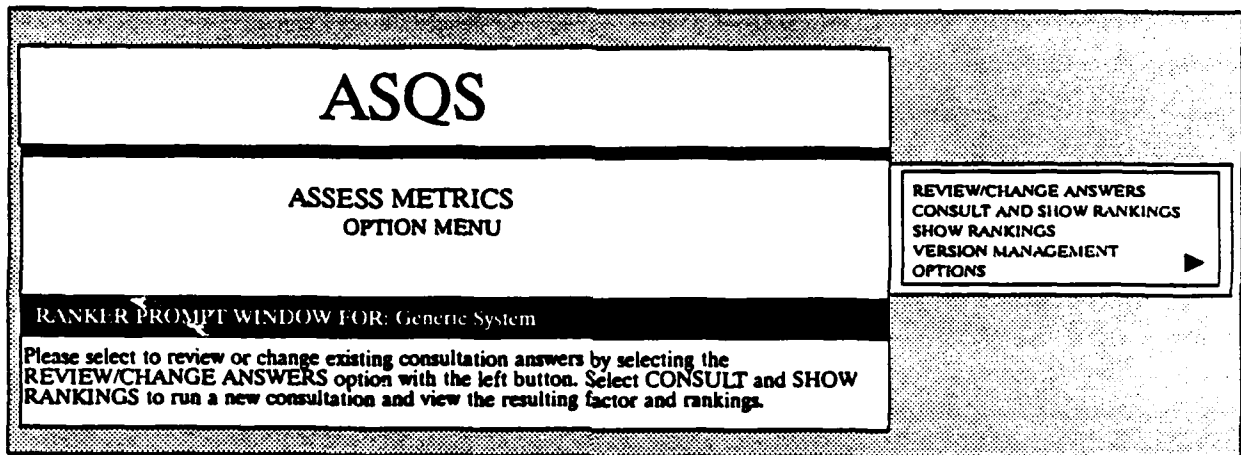 ASQS
ASSESS METRICS
OPTION MENU
REVIEW/CHANGE ANSWERS
CONSULT AND SHOW RANKINGS
SHOW RANKINGS
VERSION MANAGEMENT
OPTIONS
RANKER PROMPT WINDOW FOR: Generic System
Please select to review or change existing consultation answers by selecting the
REVIEW/CHANGE ANSWERS option with the left button. Select CONSULT and SHOW
RANKINGS to run a new consultation and view the resulting factor and rankings.